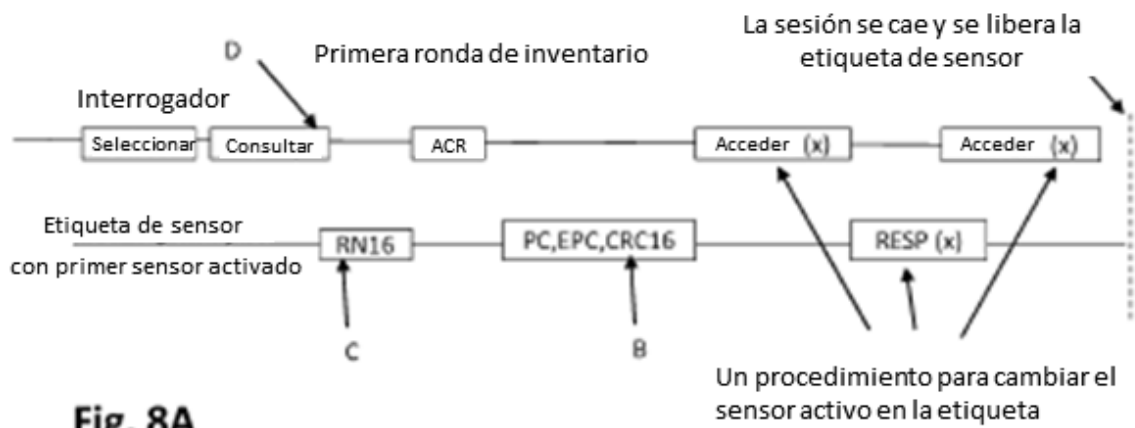 La sesión se cae y se libera la
etiqueta de sensor
D
Primera ronda de inventario
Interrogador
Seleccionar
Consultar
ACR
Acceder (x)
Acceder (x)
Etiqueta de sensor
con primer sensor activado
RN16
PC,EPC,CRC16
RESP (x)
C
B
Un procedimiento para cambiar el
sensor activo en la etiqueta
Fig. 8A